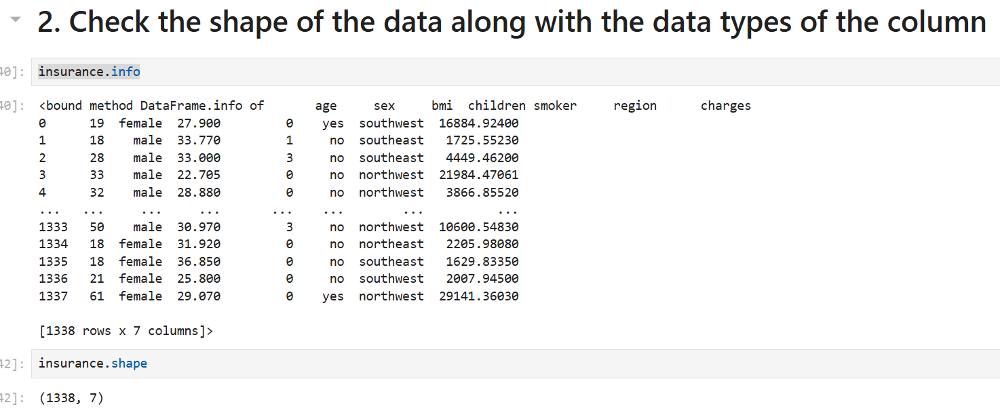 2. Check the shape of the data along with the data types of the column
40]: insurance.info
40]: <bound method DataFrame.info of       age     sex     bmi  children smoker     region      charges
0      19  female  27.900         0    yes  southwest  16884.92400
1      18    male  33.770         1     no  southeast   1725.55230
2      28    male  33.000         3     no  southeast   4449.46200
3      33    male  22.705         0     no  northwest  21984.47061
4      32    male  28.880         0     no  northwest   3866.85520
...   ...     ...     ...       ...    ...        ...          ...
1333   50    male  30.970         3     no  northwest  10600.54830
1334   18  female  31.920         0     no  northeast   2205.98080
1335   18  female  36.850         0     no  southeast   1629.83350
1336   21  female  25.800         0     no  southwest   2007.94500
1337   61  female  29.070         0    yes  northwest  29141.36030
[1338 rows x 7 columns]>
42]: insurance.shape
42]: (1338, 7)